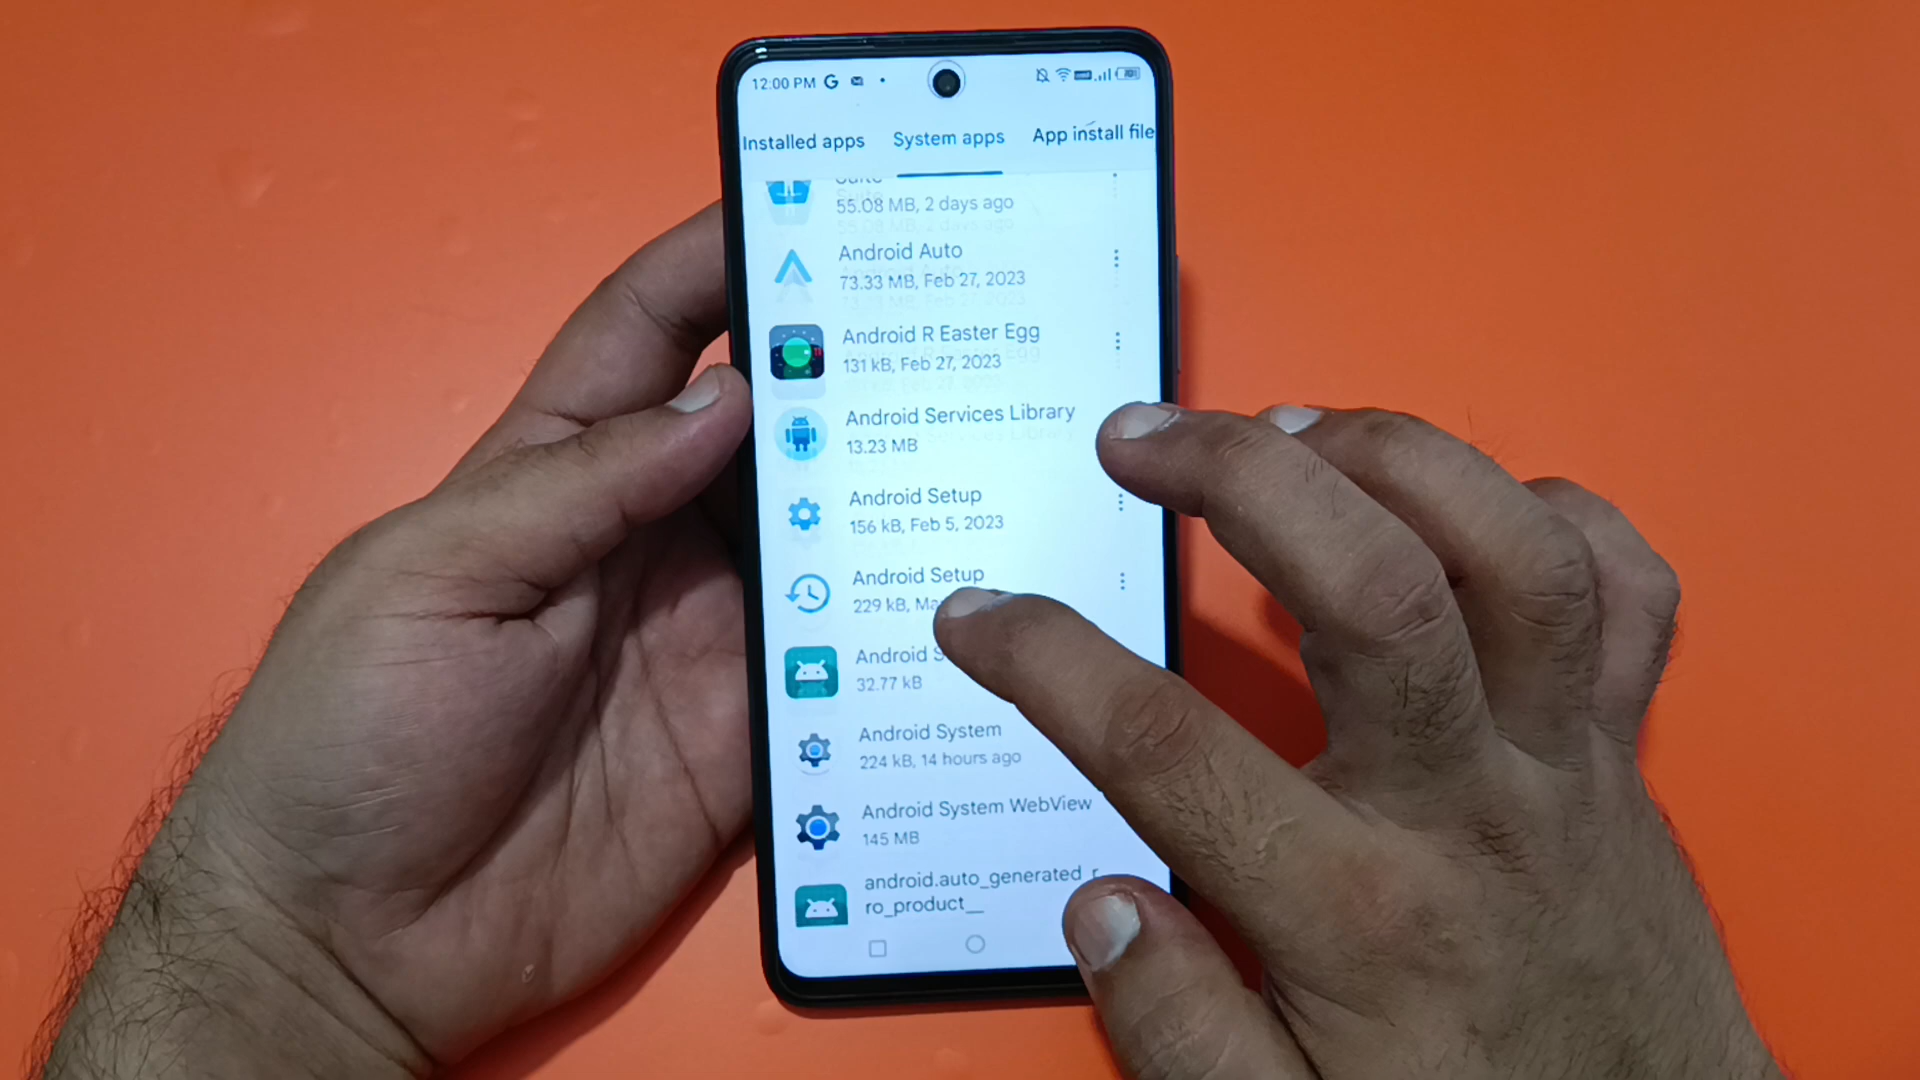 12:00 PM G
Installed apps System apps App install file
Suite
55.08 MB, 2 days ago
Android Auto
73.33 MB, Feb 27, 2023
Android R Easter Egg
131 kB, Feb 27, 2023
Android Services Library
13.23 MB
Android Setup
156 kB, Feb 5, 2023
Android Setup
229 kB,
Android
32.77 kB
Android System
224 kB, 14 hours ago
Android System WebView
145 MB
android.auto_generated_r
ro_product__